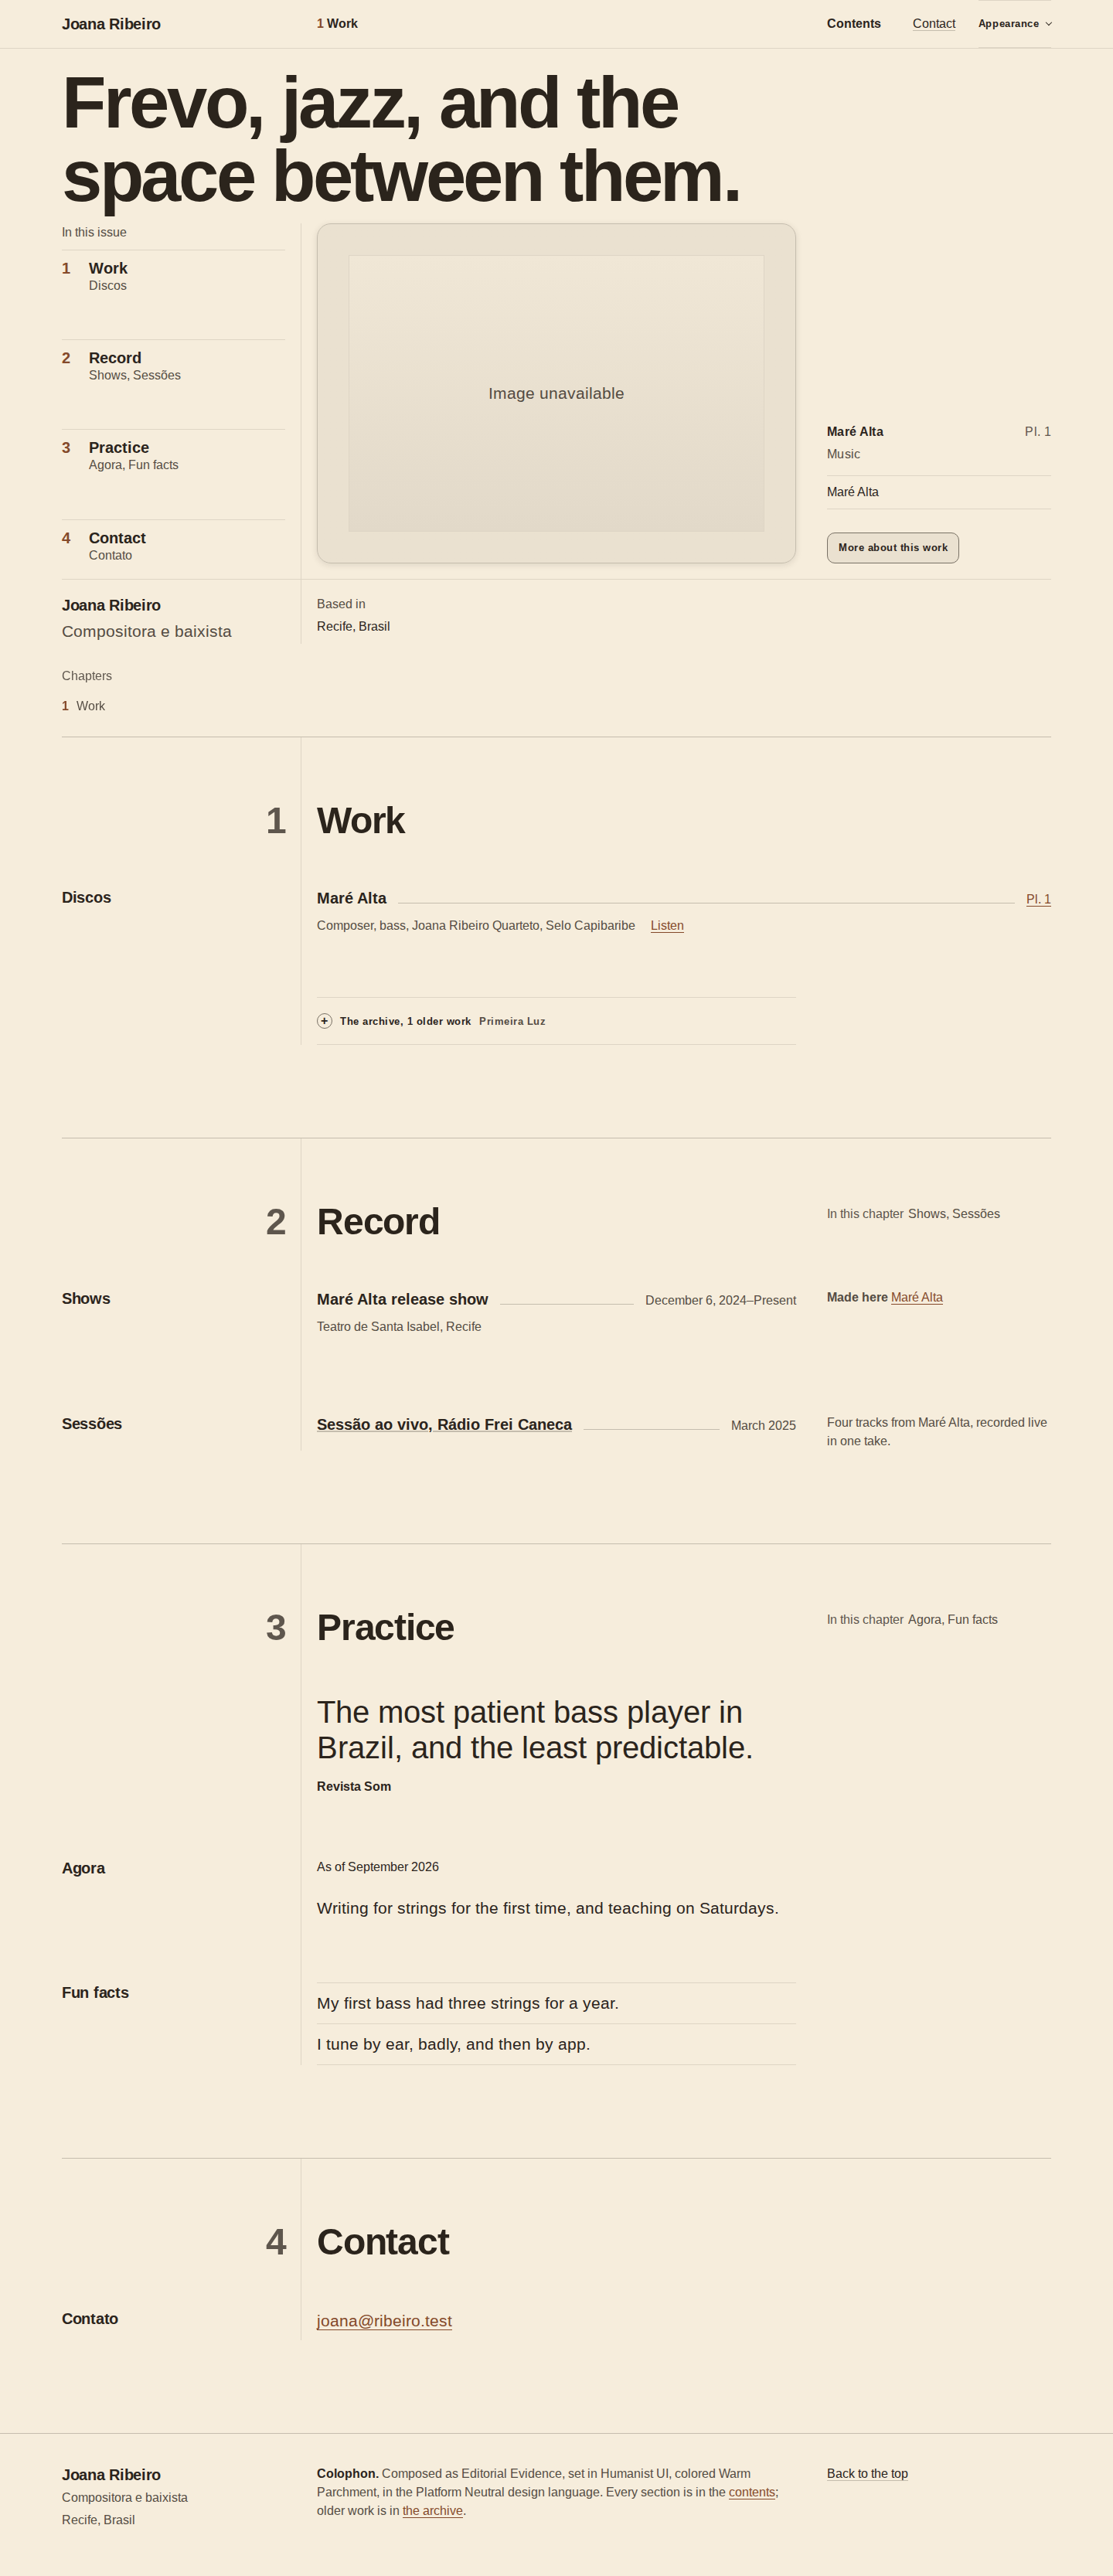 Joana Ribeiro
1 Work
Contents
Contact
Appearance
Frevo, jazz, and the
space between them.
In this issue
1 Work
Discos
2 Record
Shows, Sessões
3 Practice
Agora, Fun facts
4 Contact
Contato
Image unavailable
Maré Alta Pl. 1
Music
Maré Alta
More about this work
Joana Ribeiro
Compositora e baixista
Based in
Recife, Brasil
Chapters
1 Work
1 Work
Discos
Maré Alta Pl. 1
Composer, bass, Joana Ribeiro Quarteto, Selo Capibaribe Listen
The archive, 1 older work Primeira Luz
2 Record
In this chapter Shows, Sessões
Shows
Maré Alta release show December 6, 2024–Present
Teatro de Santa Isabel, Recife
Made here Maré Alta
Sessões
Sessão ao vivo, Rádio Frei Caneca March 2025
Four tracks from Maré Alta, recorded live
in one take.
3 Practice
In this chapter Agora, Fun facts
The most patient bass player in
Brazil, and the least predictable.
Revista Som
Agora
As of September 2026
Writing for strings for the first time, and teaching on Saturdays.
Fun facts
My first bass had three strings for a year.
I tune by ear, badly, and then by app.
4 Contact
Contato
joana@ribeiro.test
Joana Ribeiro
Compositora e baixista
Recife, Brasil
Colophon. Composed as Editorial Evidence, set in Humanist UI, colored Warm
Parchment, in the Platform Neutral design language. Every section is in the contents;
older work is in the archive.
Back to the top